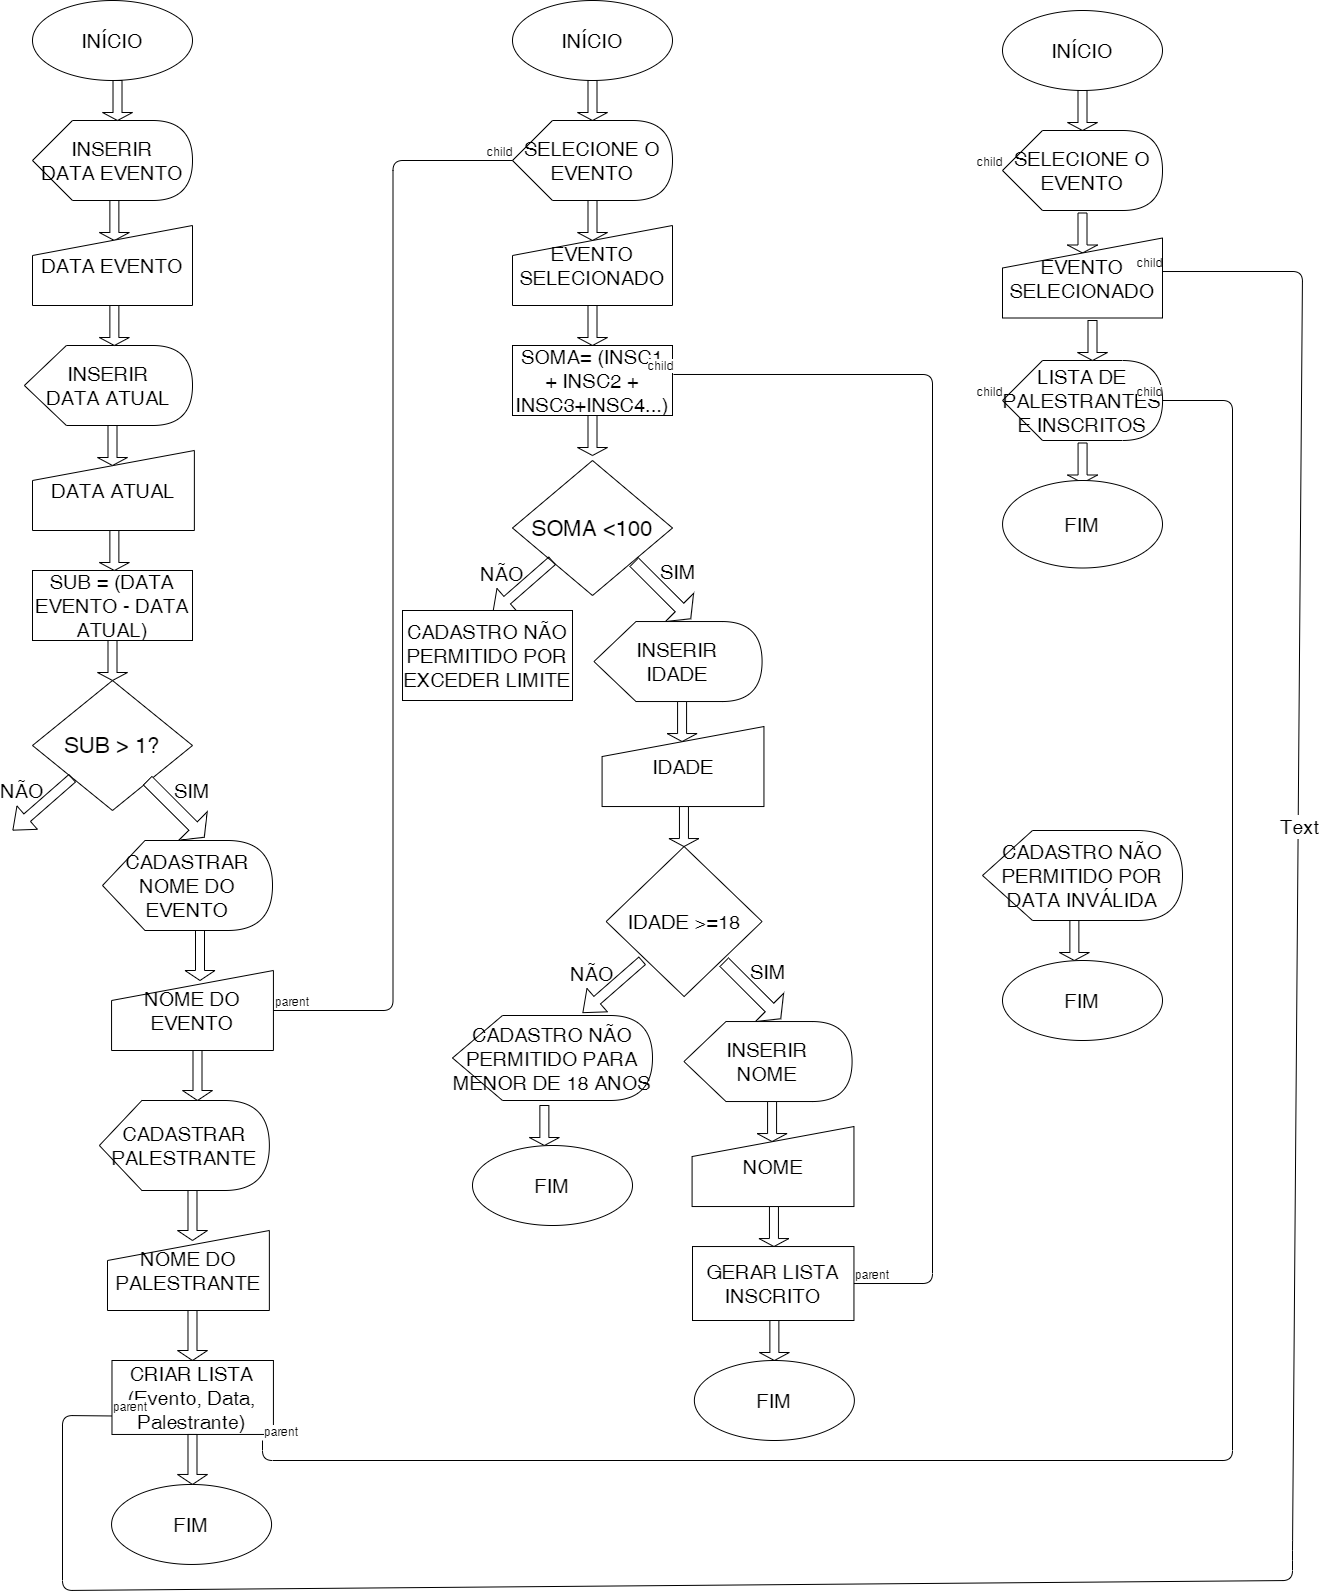 INÍCIO
INSERIR
DATA EVENTO
DATA EVENTO
INSERIR
DATA ATUAL
DATA ATUAL
SUB = (DATA
EVENTO - DATA
ATUAL)
SUB > 1?
NÃO
SIM
CADASTRAR
NOME DO
EVENTO
NOME DO
EVENTO
parent
CADASTRAR
PALESTRANTE
NOME DO
PALESTRANTE
CRIAR LISTA
(Evento, Data,
Palestrante)
parent
parent
FIM
INÍCIO
child
SELECIONE O
EVENTO
EVENTO
SELECIONADO
SOMA= (INSC1
+ INSC2 +
INSC3+INSC4...)
child
SOMA <100
NÃO
SIM
CADASTRO NÃO
PERMITIDO POR
EXCEDER LIMITE
INSERIR
IDADE
IDADE
IDADE >=18
NÃO
SIM
CADASTRO NÃO
PERMITIDO PARA
MENOR DE 18 ANOS
FIM
INSERIR
NOME
NOME
GERAR LISTA
INSCRITO
parent
FIM
INÍCIO
child
SELECIONE O
EVENTO
EVENTO
SELECIONADO
child
child
LISTA DE
PALESTRANTES
E INSCRITOS
child
FIM
Text
CADASTRO NÃO
PERMITIDO POR
DATA INVÁLIDA
FIM